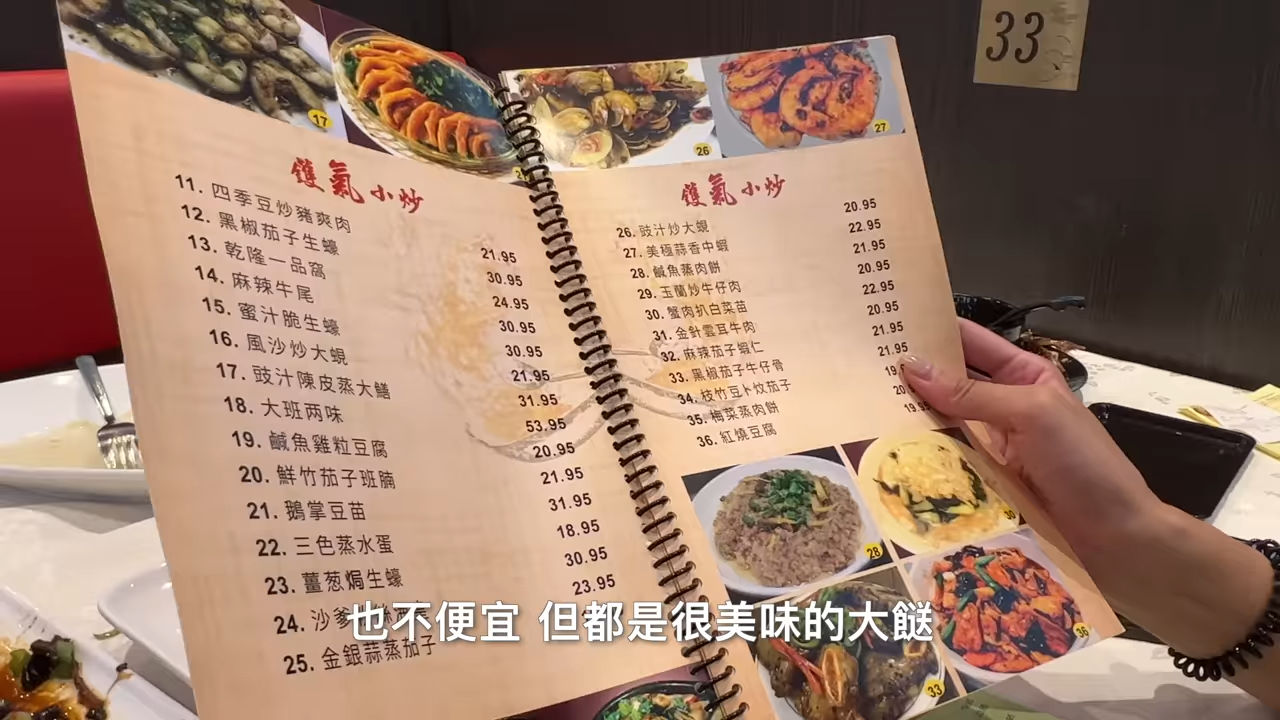 33
17
26
27
鑊氣小炒
11. 四季豆炒豬爽肉 21.95
12. 黑椒茄子生蠔 30.95
13. 乾隆一品窩 24.95
14. 麻辣牛尾 30.95
15. 蜜汁脆生蠔 30.95
16. 風沙炒大蜆 21.95
17. 豉汁陳皮蒸大鱔 31.95
18. 大班两味 53.95
19. 鹹魚雞粒豆腐 20.95
20. 鮮竹茄子班腩 21.95
21. 鵝掌豆苗 31.95
22. 三色蒸水蛋 18.95
23. 薑葱焗生蠔 30.95
24. 沙爹 23.95
25. 金銀蒜蒸茄子
鑊氣小炒
26. 豉汁炒大蜆 20.95
27. 美極蒜香中蝦 22.95
28. 鹹魚蒸肉餅 21.95
29. 玉蘭炒牛仔肉 20.95
30. 蟹肉扒白菜苗 22.95
31. 金針雲耳牛肉 20.95
32. 麻辣茄子蝦仁 21.95
33. 黑椒茄子牛仔骨 21.95
34. 枝竹豆卜炆茄子 19.
35. 梅菜蒸肉餅 20
36. 紅燒豆腐 19.95
28
30
33
36
也不便宜 但都是很美味的大餸